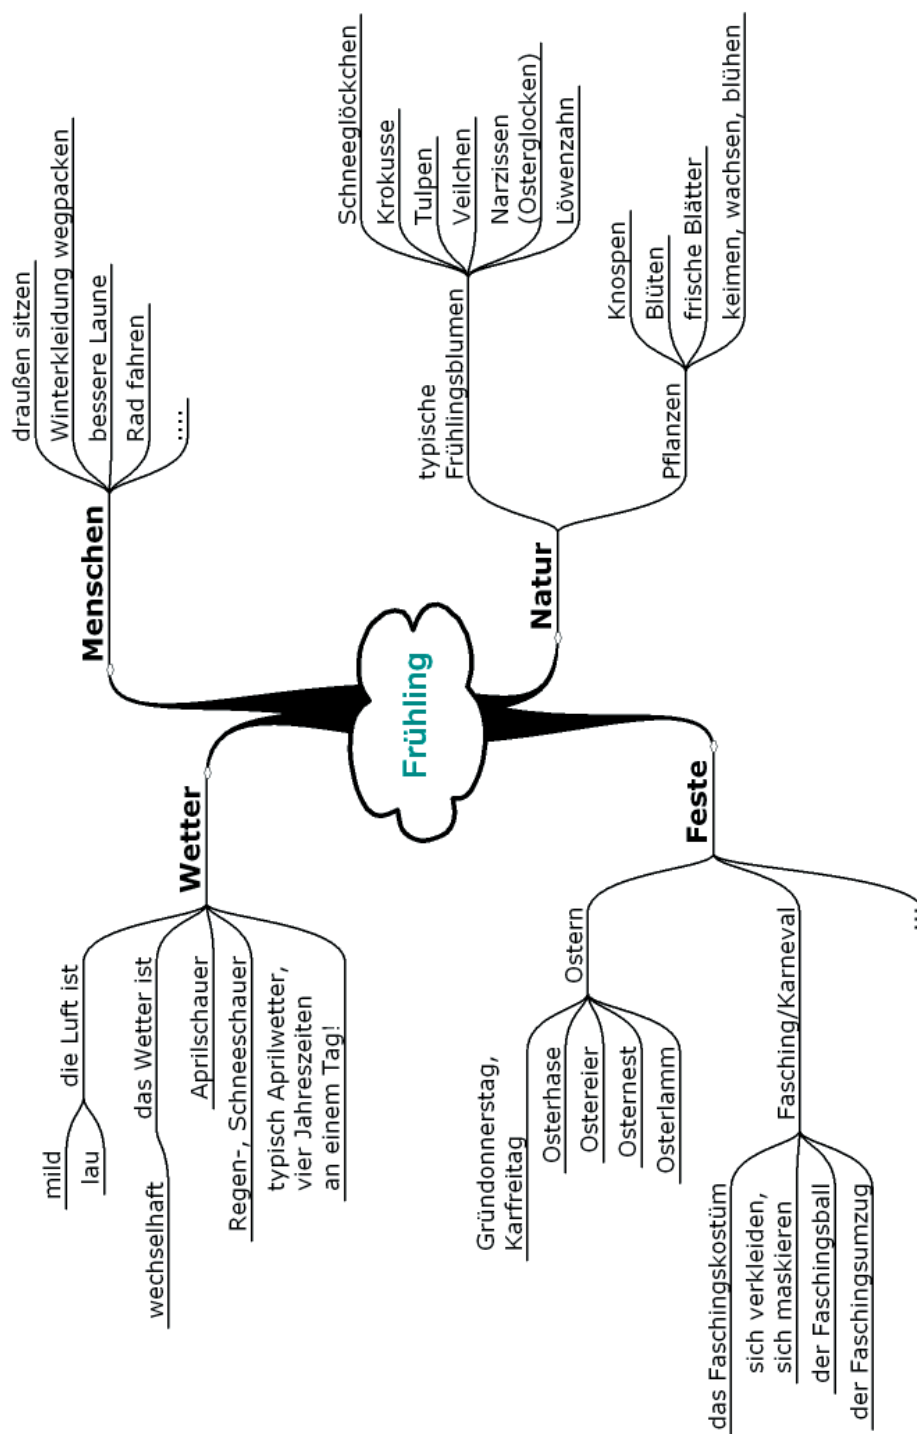 Frühling
Menschen
draußen sitzen
Winterkleidung wegpacken
bessere Laune
Rad fahren
....
Natur
typische
Frühlingsblumen
Schneeglöckchen
Krokusse
Tulpen
Veilchen
Narzissen
(Osterglocken)
Löwenzahn
Pflanzen
Knospen
Blüten
frische Blätter
keimen, wachsen, blühen
Wetter
die Luft ist
mild
lau
das Wetter ist
wechselhaft
Aprilschauer
Regen-, Schneeschauer
typisch Aprilwetter,
vier Jahreszeiten
an einem Tag!
Feste
Ostern
Gründonnerstag,
Karfreitag
Osterhase
Ostereier
Osternest
Osterlamm
Fasching/Karneval
das Faschingskostüm
sich verkleiden,
sich maskieren
der Faschingsball
der Faschingsumzug
...